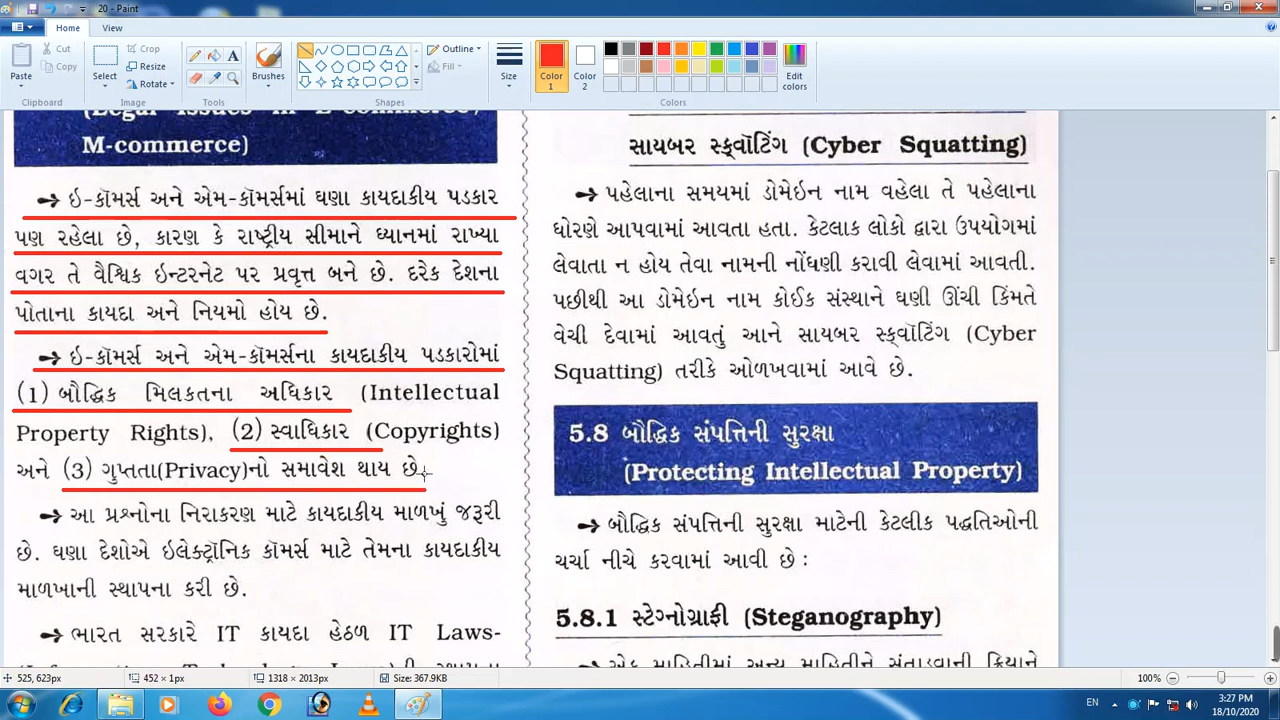 20 - Paint
Home
View
Paste
Cut
Copy
Clipboard
Select
Crop
Resize
Rotate
Image
Tools
Brushes
Shapes
Outline
Fill
Size
Color 1
Color 2
Edit colors
Colors
(Legal Issues in E-commerce/
M-commerce)
→ ઇ-કૉમર્સ અને એમ-કૉમર્સમાં ઘણા કાયદાકીય પડકાર
પણ રહેલા છે, કારણ કે રાષ્ટ્રીય સીમાને ધ્યાનમાં રાખ્યા
વગર તે વૈશ્વિક ઇન્ટરનેટ પર પ્રવૃત્ત બને છે. દરેક દેશના
પોતાના કાયદા અને નિયમો હોય છે.
→ ઇ-કૉમર્સ અને એમ-કૉમર્સના કાયદાકીય પડકારોમાં
(1) બૌદ્ધિક મિલકતના અધિકાર (Intellectual
Property Rights), (2) સ્વાધિકાર (Copyrights)
અને (3) ગુપ્તતા(Privacy)નો સમાવેશ થાય છે.
→ આ પ્રશ્નોના નિરાકરણ માટે કાયદાકીય માળખું જરૂરી
છે. ઘણા દેશોએ ઇલેક્ટ્રૉનિક કૉમર્સ માટે તેમના કાયદાકીય
માળખાની સ્થાપના કરી છે.
→ ભારત સરકારે IT કાયદા હેઠળ IT Laws-
સાયબર સ્ક્વૉટિંગ (Cyber Squatting)
→ પહેલાના સમયમાં ડોમેઇન નામ વહેલા તે પહેલાના
ધોરણે આપવામાં આવતા હતા. કેટલાક લોકો દ્વારા ઉપયોગમાં
લેવાતા ન હોય તેવા નામની નોંધણી કરાવી લેવામાં આવતી.
પછીથી આ ડોમેઇન નામ કોઈક સંસ્થાને ઘણી ઊંચી કિંમતે
વેચી દેવામાં આવતું આને સાયબર સ્ક્વૉટિંગ (Cyber
Squatting) તરીકે ઓળખવામાં આવે છે.
5.8 બૌદ્ધિક સંપત્તિની સુરક્ષા
(Protecting Intellectual Property)
→ બૌદ્ધિક સંપત્તિની સુરક્ષા માટેની કેટલીક પદ્ધતિઓની
ચર્ચા નીચે કરવામાં આવી છે :
5.8.1 સ્ટેગ્નોગ્રાફી (Steganography)
→ એક માહિતીમાં અન્ય માહિતીને સંતાડવાની ક્રિયાને
525, 623px
452 × 1px
1318 × 2013px
Size: 367.9KB
100%
EN
3:27 PM
18/10/2020